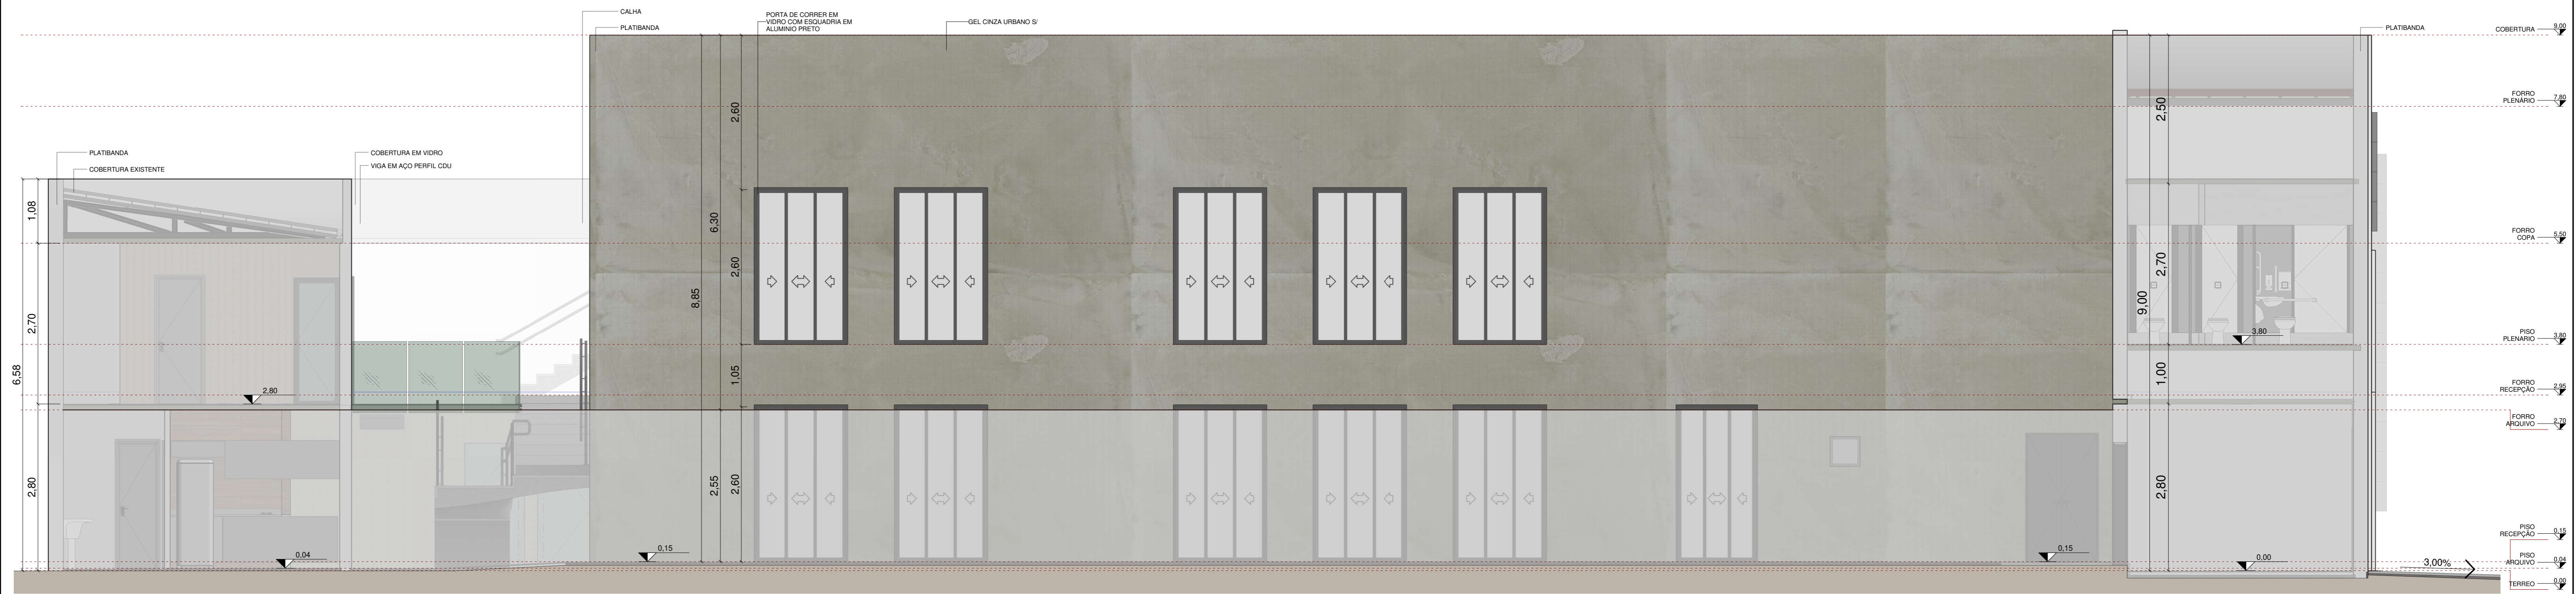 CALHA
PLATIBANDA
PORTA DE CORRER EM
VIDRO COM ESQUADRIA EM
ALUMINIO PRETO
GEL CINZA URBANO S/
PLATIBANDA
COBERTURA
9,00
FORRO
PLENÁRIO
7,80
PLATIBANDA
COBERTURA EXISTENTE
COBERTURA EM VIDRO
VIGA EM AÇO PERFIL CDU
1,08
2,70
6,58
2,80
2,80
0,04
2,60
6,30
2,60
8,85
1,05
2,55
2,60
0,15
0,15
2,50
2,70
9,00
3,80
1,00
2,80
0,00
3,00%
FORRO
COPA
5,50
PISO
PLENARIO
3,80
FORRO
RECEPÇÃO
2,95
FORRO
ARQUIVO
2,70
PISO
RECEPÇÃO
0,15
PISO
ARQUIVO
0,04
TERREO
0,00